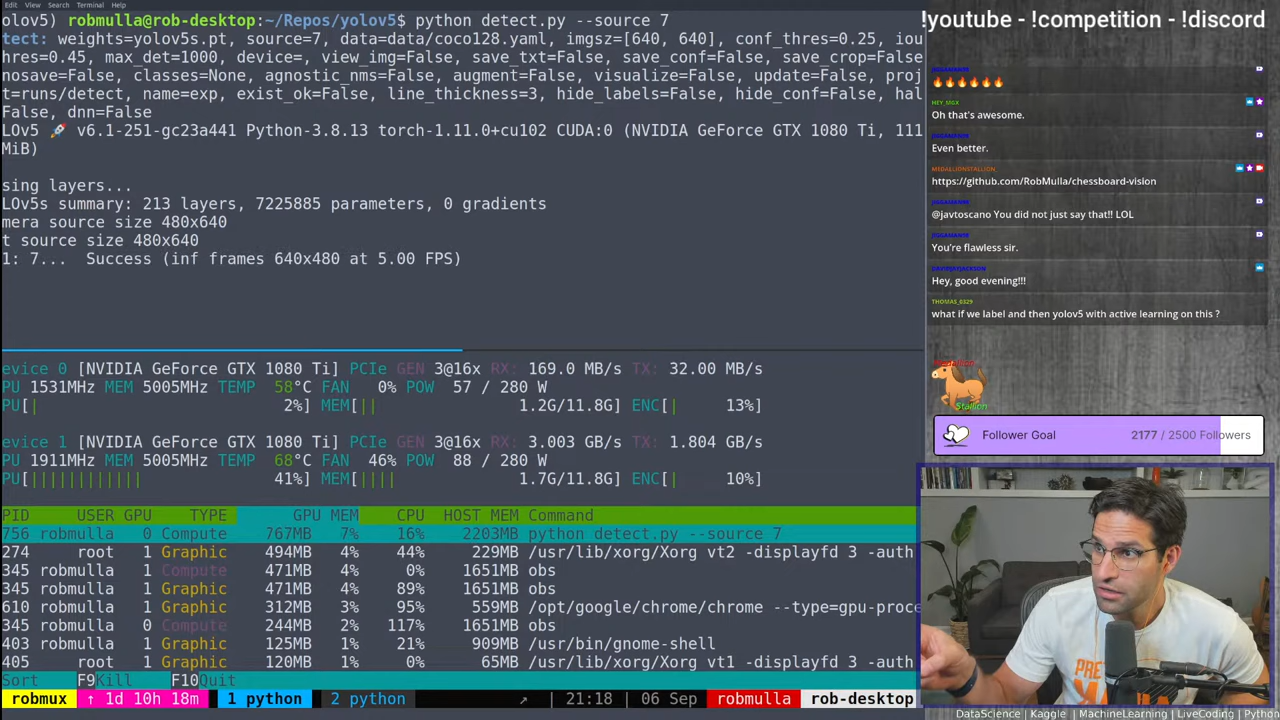 Edit View Search Terminal Help
olov5) robmulla@rob-desktop:~/Repos/yolov5$ python detect.py --source 7
tect: weights=yolov5s.pt, source=7, data=data/coco128.yaml, imgsz=[640, 640], conf_thres=0.25, iou
hres=0.45, max_det=1000, device=, view_img=False, save_txt=False, save_conf=False, save_crop=False
nosave=False, classes=None, agnostic_nms=False, augment=False, visualize=False, update=False, proj
t=runs/detect, name=exp, exist_ok=False, line_thickness=3, hide_labels=False, hide_conf=False, hal
False, dnn=False
LOv5 🚀 v6.1-251-gc23a441 Python-3.8.13 torch-1.11.0+cu102 CUDA:0 (NVIDIA GeForce GTX 1080 Ti, 111
MiB)
sing layers...
LOv5s summary: 213 layers, 7225885 parameters, 0 gradients
mera source size 480x640
t source size 480x640
1: 7... Success (inf frames 640x480 at 5.00 FPS)
evice 0 [NVIDIA GeForce GTX 1080 Ti] PCIe GEN 3@16x RX: 169.0 MB/s TX: 32.00 MB/s
PU 1531MHz MEM 5005MHz TEMP 58°C FAN 0% POW 57 / 280 W
PU[| 2%] MEM[|| 1.2G/11.8G] ENC[| 13%]
evice 1 [NVIDIA GeForce GTX 1080 Ti] PCIe GEN 3@16x RX: 3.003 GB/s TX: 1.804 GB/s
PU 1911MHz MEM 5005MHz TEMP 68°C FAN 46% POW 88 / 280 W
PU[|||||||||||| 41%] MEM[|||| 1.7G/11.8G] ENC[| 10%]
PID USER GPU TYPE GPU MEM CPU HOST MEM Command
756 robmulla 0 Compute 767MB 7% 16% 2203MB python detect.py --source 7
274 root 1 Graphic 494MB 4% 44% 229MB /usr/lib/xorg/Xorg vt2 -displayfd 3 -auth
345 robmulla 1 Compute 471MB 4% 0% 1651MB obs
345 robmulla 1 Graphic 471MB 4% 89% 1651MB obs
610 robmulla 1 Graphic 312MB 3% 95% 559MB /opt/google/chrome/chrome --type=gpu-proce
345 robmulla 0 Compute 244MB 2% 117% 1651MB obs
403 robmulla 1 Graphic 125MB 1% 21% 909MB /usr/bin/gnome-shell
405 root 1 Graphic 120MB 1% 0% 65MB /usr/lib/xorg/Xorg vt1 -displayfd 3 -auth
Sort F9Kill F10Quit
robmux ↑ 1d 10h 18m 1 python 2 python ↗ 21:18 06 Sep robmulla rob-desktop
!youtube - !competition - !discord
🔥🔥🔥🔥🔥🔥
HEY_MGX
Oh that's awesome.
Even better.
MEDALLIONSTALLION_
https://github.com/RobMulla/chessboard-vision
@javtoscano You did not just say that!! LOL
You're flawless sir.
Hey, good evening!!!
THOMAS_0329
what if we label and then yolov5 with active learning on this ?
Medallion
Stallion
Follower Goal 2177 / 2500 Followers
DataScience | Kaggle | MachineLearning | LiveCoding | Python